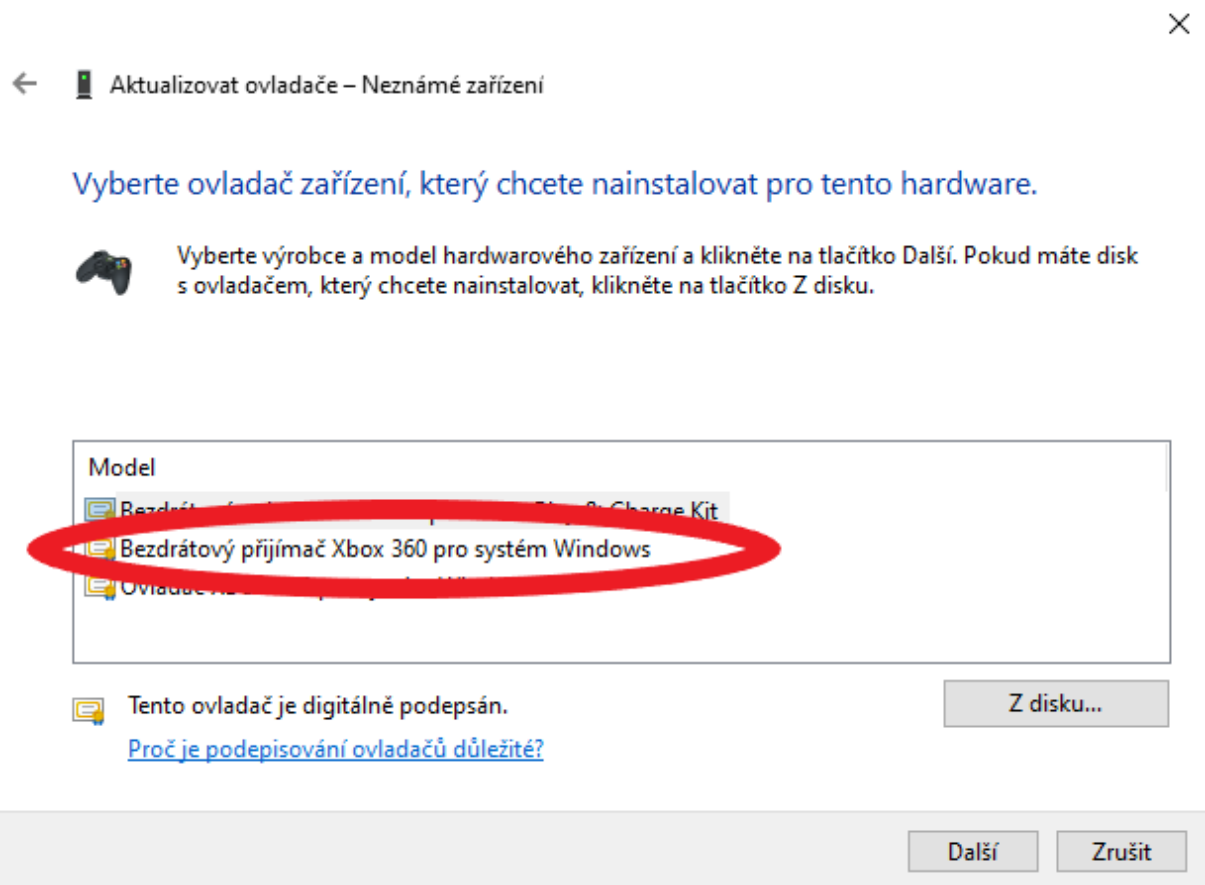 Aktualizovat ovladače – Neznámé zařízení
Vyberte ovladač zařízení, který chcete nainstalovat pro tento hardware.
Vyberte výrobce a model hardwarového zařízení a klikněte na tlačítko Další. Pokud máte disk
s ovladačem, který chcete nainstalovat, klikněte na tlačítko Z disku.
Model
Charge Kit
Bezdrátový přijímač Xbox 360 pro systém Windows
Tento ovladač je digitálně podepsán.
Z disku...
Proč je podepisování ovladačů důležité?
Další
Zrušit